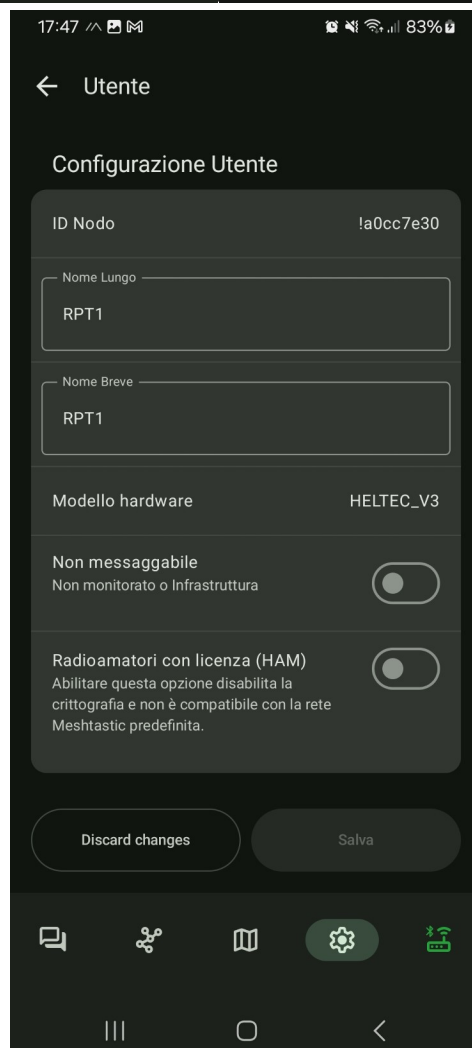 17:47
83%
Utente
Configurazione Utente
ID Nodo
!a0cc7e30
Nome Lungo
RPT1
Nome Breve
RPT1
Modello hardware
HELTEC_V3
Non messaggabile
Non monitorato o Infrastruttura
Radioamatori con licenza (HAM)
Abilitare questa opzione disabilita la
crittografia e non è compatibile con la rete
Meshtastic predefinita.
Discard changes
Salva